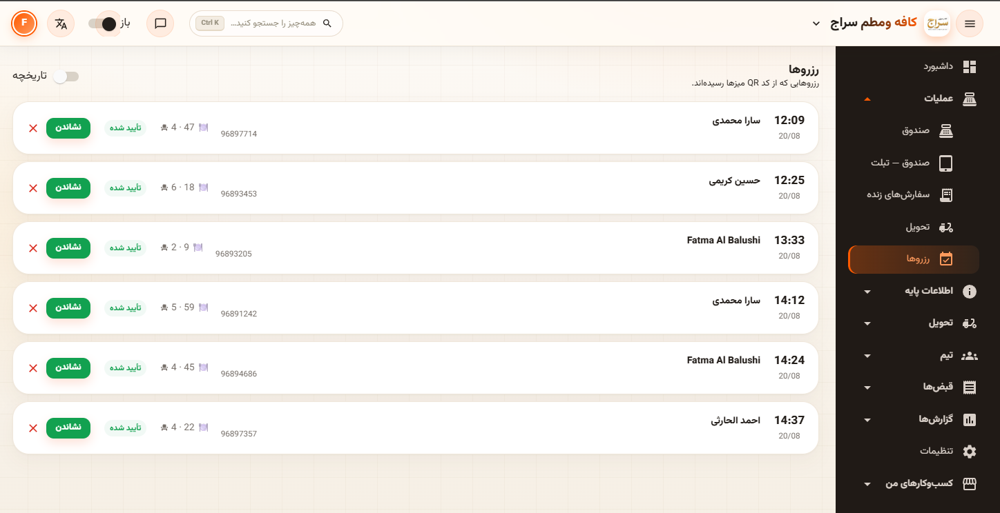 کافه ومطم سراج
سراج
همه‌چیز را جستجو کنید...
Ctrl K
باز
F
داشبورد
عملیات
صندوق
صندوق — تبلت
سفارش‌های زنده
تحویل
رزروها
اطلاعات پایه
تحویل
تیم
قبض‌ها
گزارش‌ها
تنظیمات
کسب‌وکارهای من
رزروها
رزروهایی که از کد QR میزها رسیده‌اند.
تاریخچه
12:09 سارا محمدی 96897714 47 · 4 تأیید شده نشاندن
20/08
12:25 حسین کریمی 96893453 18 · 6 تأیید شده نشاندن
20/08
13:33 Fatma Al Balushi 96893205 9 · 2 تأیید شده نشاندن
20/08
14:12 سارا محمدی 96891242 59 · 5 تأیید شده نشاندن
20/08
14:24 Fatma Al Balushi 96894686 45 · 4 تأیید شده نشاندن
20/08
14:37 احمد الحارثی 96897357 22 · 4 تأیید شده نشاندن
20/08